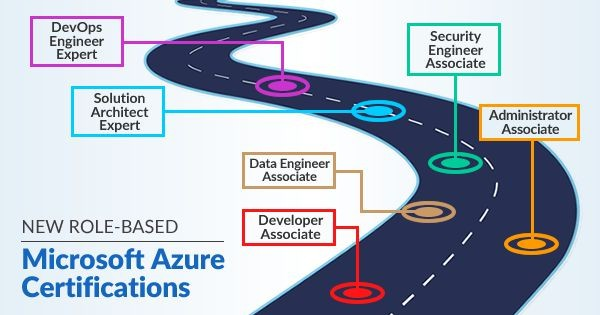 DevOps
Engineer
Expert
Security
Engineer
Associate
Solution
Architect
Expert
Administrator
Associate
Data Engineer
Associate
Developer
Associate
NEW ROLE-BASED
Microsoft Azure
Certifications